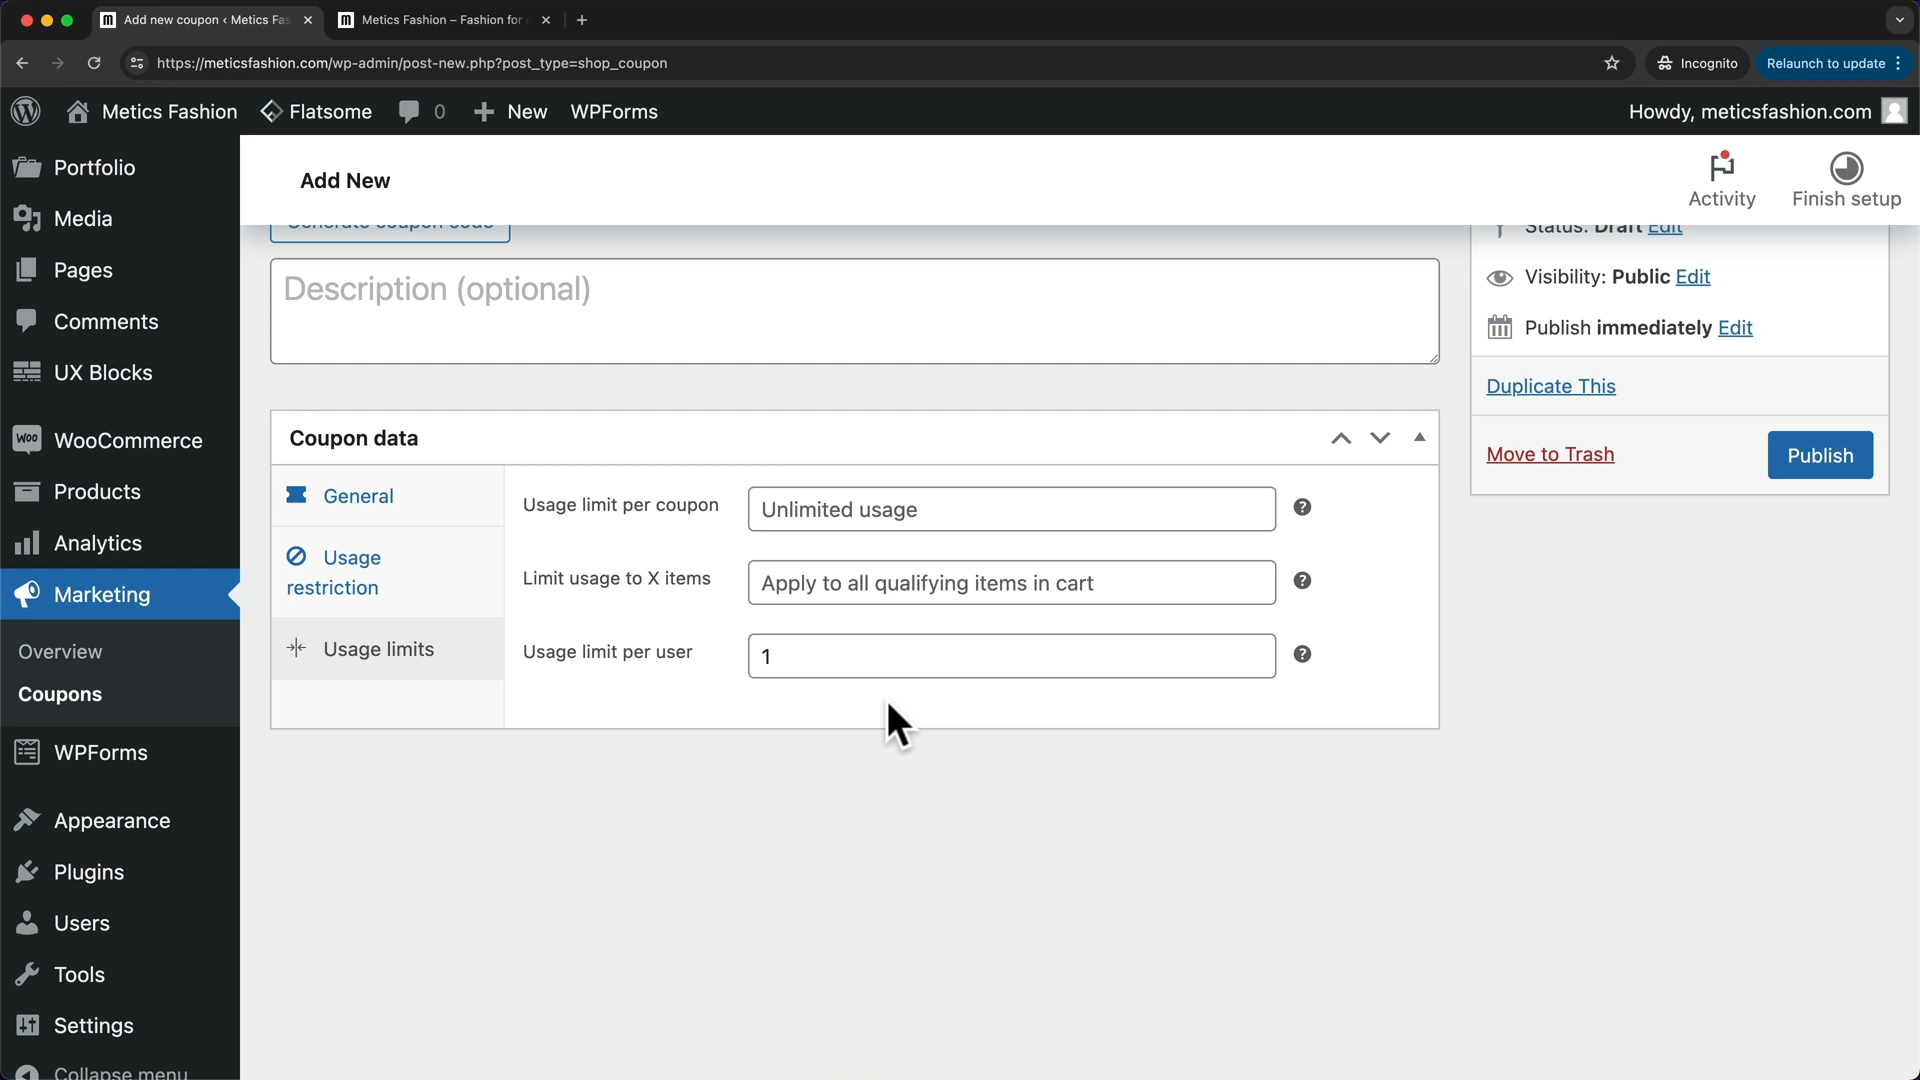 Add new coupon ‹ Metics Fas
Metics Fashion – Fashion for
https://meticsfashion.com/wp-admin/post-new.php?post_type=shop_coupon
Incognito
Relaunch to update
Metics Fashion
Flatsome
0
New
WPForms
Howdy, meticsfashion.com
Portfolio
Media
Pages
Comments
UX Blocks
WooCommerce
Products
Analytics
Marketing
Overview
Coupons
WPForms
Appearance
Plugins
Users
Tools
Settings
Collapse menu
Add New
Activity
Finish setup
Generate coupon code
Description (optional)
Coupon data
General
Usage
restriction
Usage limits
Usage limit per coupon
Unlimited usage
Limit usage to X items
Apply to all qualifying items in cart
Usage limit per user
1
Status: Draft Edit
Visibility: Public Edit
Publish immediately Edit
Duplicate This
Move to Trash
Publish